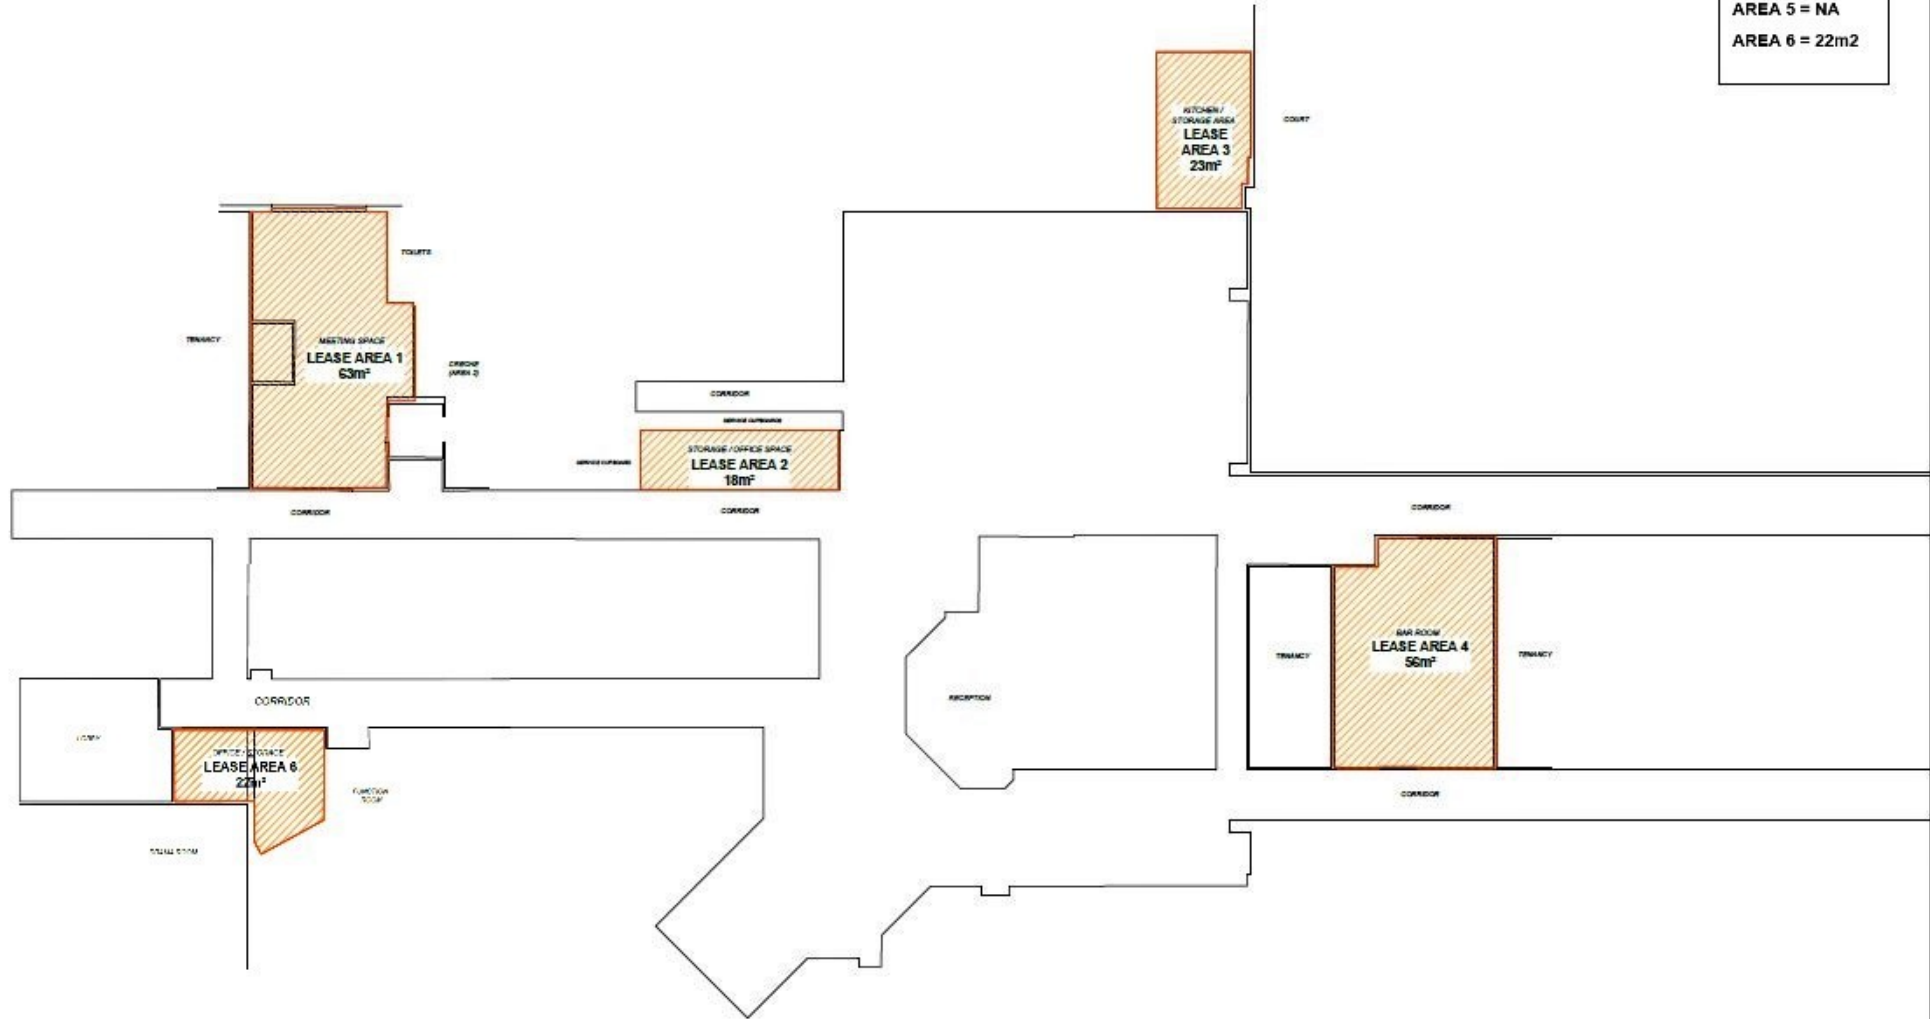 AREA 5 = NA
AREA 6 = 22m2
KITCHEN /
STORAGE AREA
LEASE
AREA 3
23m²
COURT
TOILETS
TENANCY
MEETING SPACE
LEASE AREA 1
63m²
CRECHE
(AREA 2)
CORRIDOR
SERVICE CUPBOARDS
STORAGE / OFFICE SPACE
LEASE AREA 2
18m²
SERVICE CUPBOARD
CORRIDOR
CORRIDOR
CORRIDOR
BAR ROOM
LEASE AREA 4
56m²
TENANCY
TENANCY
RECEPTION
CORRIDOR
LOBBY
OFFICE / STORAGE
LEASE AREA 6
22m²
FUNCTION
ROOM
CORRIDOR